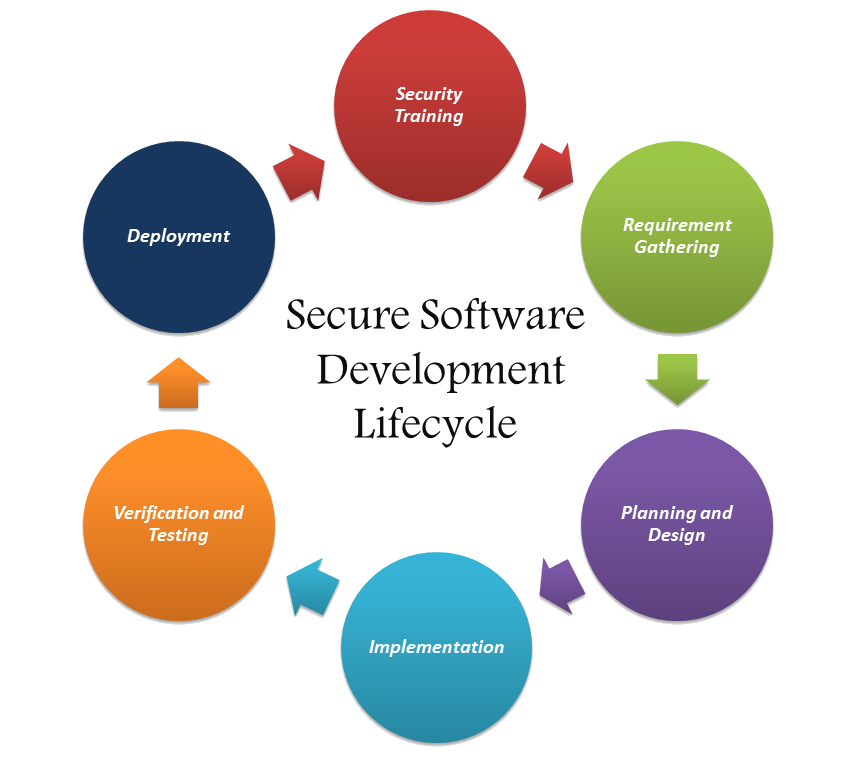 Security
Training
Requirement
Gathering
Planning and
Design
Implementation
Verification and
Testing
Deployment
Secure Software
Development
Lifecycle